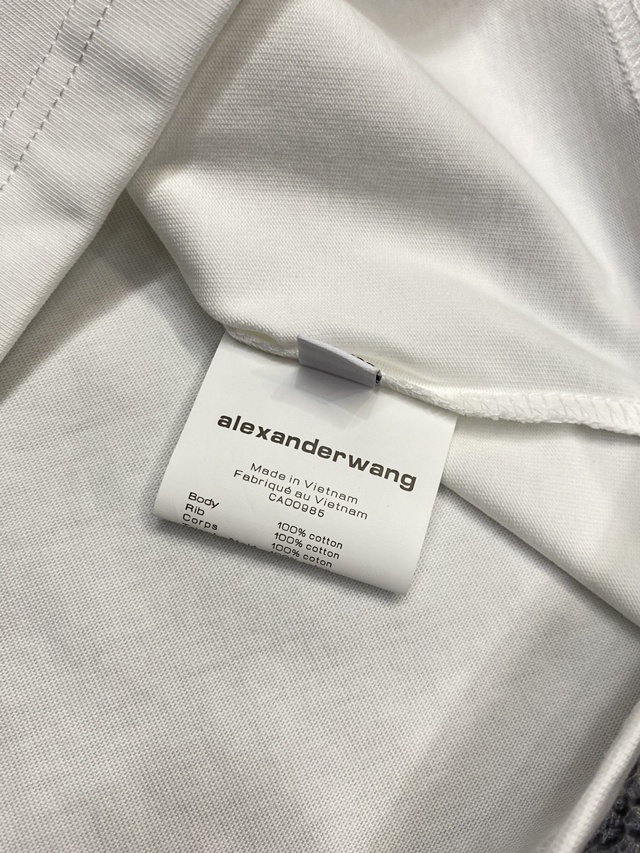 alexanderwang
Made in Vietnam
Fabriqué au Vietnam
CA00985
Body 100% cotton
Rib 100% cotton
Corps 100% coton